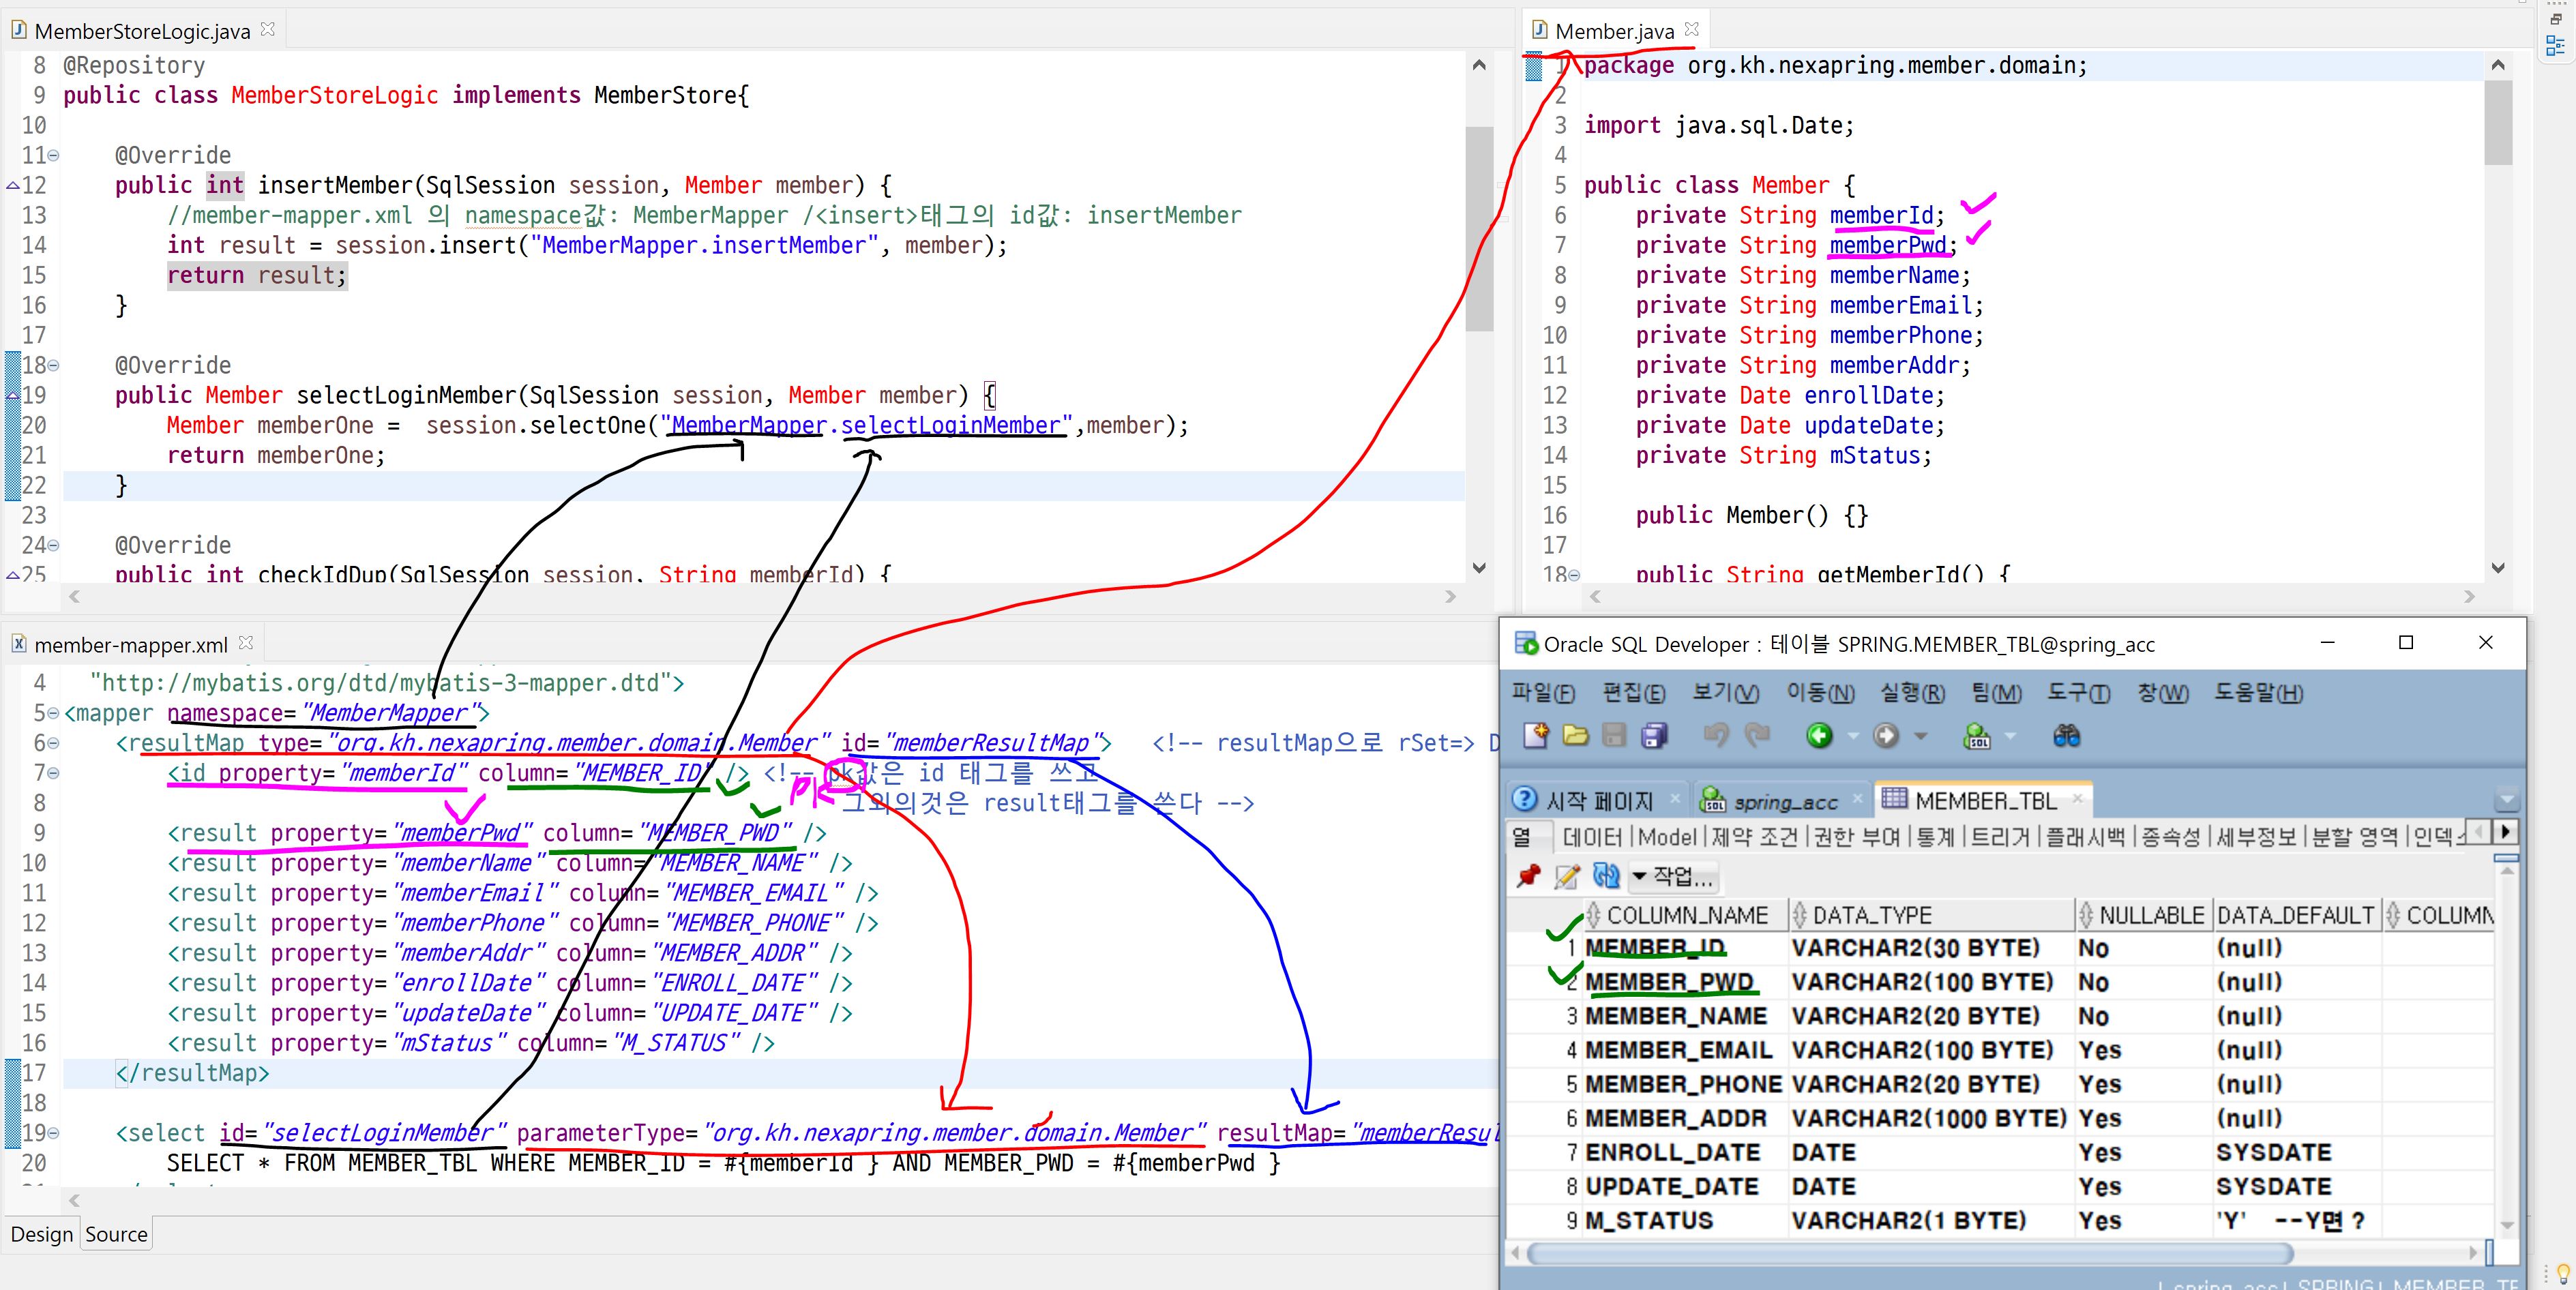 MemberStoreLogic.java
8 @Repository
9 public class MemberStoreLogic implements MemberStore{
10
11 @Override
12 public int insertMember(SqlSession session, Member member) {
13 //member-mapper.xml 의 namespace값: MemberMapper /<insert>태그의 id값: insertMember
14 int result = session.insert("MemberMapper.insertMember", member);
15 return result;
16 }
17
18 @Override
19 public Member selectLoginMember(SqlSession session, Member member) {
20 Member memberOne =  session.selectOne("MemberMapper.selectLoginMember",member);
21 return memberOne;
22 }
23
24 @Override
25 public int checkIdDup(SqlSession session, String memberId) {
Member.java
1 package org.kh.nexapring.member.domain;
2
3 import java.sql.Date;
4
5 public class Member {
6 private String memberId;
7 private String memberPwd;
8 private String memberName;
9 private String memberEmail;
10 private String memberPhone;
11 private String memberAddr;
12 private Date enrollDate;
13 private Date updateDate;
14 private String mStatus;
15
16 public Member() {}
17
18 public String getMemberId() {
member-mapper.xml
4 "http://mybatis.org/dtd/mybatis-3-mapper.dtd">
5 <mapper namespace="MemberMapper">
6 <resultMap type="org.kh.nexapring.member.domain.Member" id="memberResultMap">   <!-- resultMap으로 rSet=> D
7 <id property="memberId" column="MEMBER_ID" /> <!-- pk값은 id 태그를 쓰고
pk
8 그외의것은 result태그를 쓴다 -->
9 <result property="memberPwd" column="MEMBER_PWD" />
10 <result property="memberName" column="MEMBER_NAME" />
11 <result property="memberEmail" column="MEMBER_EMAIL" />
12 <result property="memberPhone" column="MEMBER_PHONE" />
13 <result property="memberAddr" column="MEMBER_ADDR" />
14 <result property="enrollDate" column="ENROLL_DATE" />
15 <result property="updateDate" column="UPDATE_DATE" />
16 <result property="mStatus" column="M_STATUS" />
17 </resultMap>
18
19 <select id="selectLoginMember" parameterType="org.kh.nexapring.member.domain.Member" resultMap="memberResul
20 SELECT * FROM MEMBER_TBL WHERE MEMBER_ID = #{memberId } AND MEMBER_PWD = #{memberPwd }
Design Source
Oracle SQL Developer : 테이블 SPRING.MEMBER_TBL@spring_acc
파일(F) 편집(E) 보기(V) 이동(N) 실행(R) 팀(M) 도구(T) 창(W) 도움말(H)
시작 페이지 spring_acc MEMBER_TBL
열 데이터 | Model | 제약 조건 | 권한 부여 | 통계 | 트리거 | 플래시백 | 종속성 | 세부정보 | 분할 영역 | 인덱스
작업...
COLUMN_NAME DATA_TYPE NULLABLE DATA_DEFAULT COLUMN
1 MEMBER_ID VARCHAR2(30 BYTE) No (null)
2 MEMBER_PWD VARCHAR2(100 BYTE) No (null)
3 MEMBER_NAME VARCHAR2(20 BYTE) No (null)
4 MEMBER_EMAIL VARCHAR2(100 BYTE) Yes (null)
5 MEMBER_PHONE VARCHAR2(20 BYTE) Yes (null)
6 MEMBER_ADDR VARCHAR2(1000 BYTE) Yes (null)
7 ENROLL_DATE DATE Yes SYSDATE
8 UPDATE_DATE DATE Yes SYSDATE
9 M_STATUS VARCHAR2(1 BYTE) Yes 'Y'   --Y면 ?